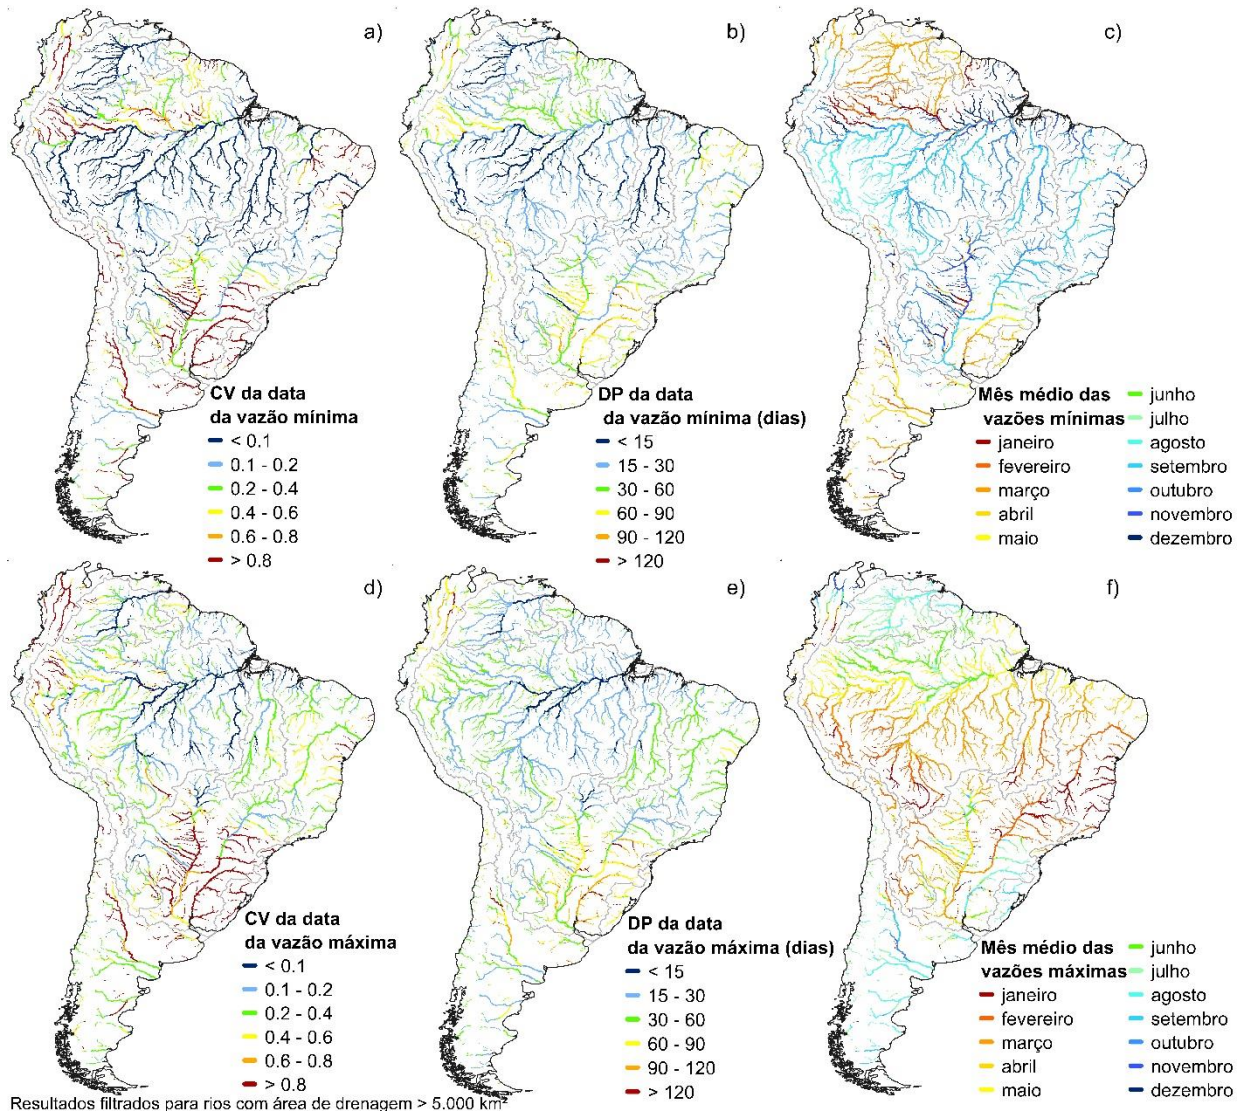 a)
b)
c)
CV da data
da vazão mínima
< 0.1
0.1 - 0.2
0.2 - 0.4
0.4 - 0.6
0.6 - 0.8
> 0.8
DP da data
da vazão mínima (dias)
< 15
15 - 30
30 - 60
60 - 90
90 - 120
> 120
Mês médio das
vazões mínimas
janeiro
fevereiro
março
abril
maio
junho
julho
agosto
setembro
outubro
novembro
dezembro
d)
e)
f)
CV da data
da vazão máxima
< 0.1
0.1 - 0.2
0.2 - 0.4
0.4 - 0.6
0.6 - 0.8
> 0.8
DP da data
da vazão máxima (dias)
< 15
15 - 30
30 - 60
60 - 90
90 - 120
> 120
Mês médio das
vazões máximas
janeiro
fevereiro
março
abril
maio
junho
julho
agosto
setembro
outubro
novembro
dezembro
Resultados filtrados para rios com área de drenagem > 5.000 km²